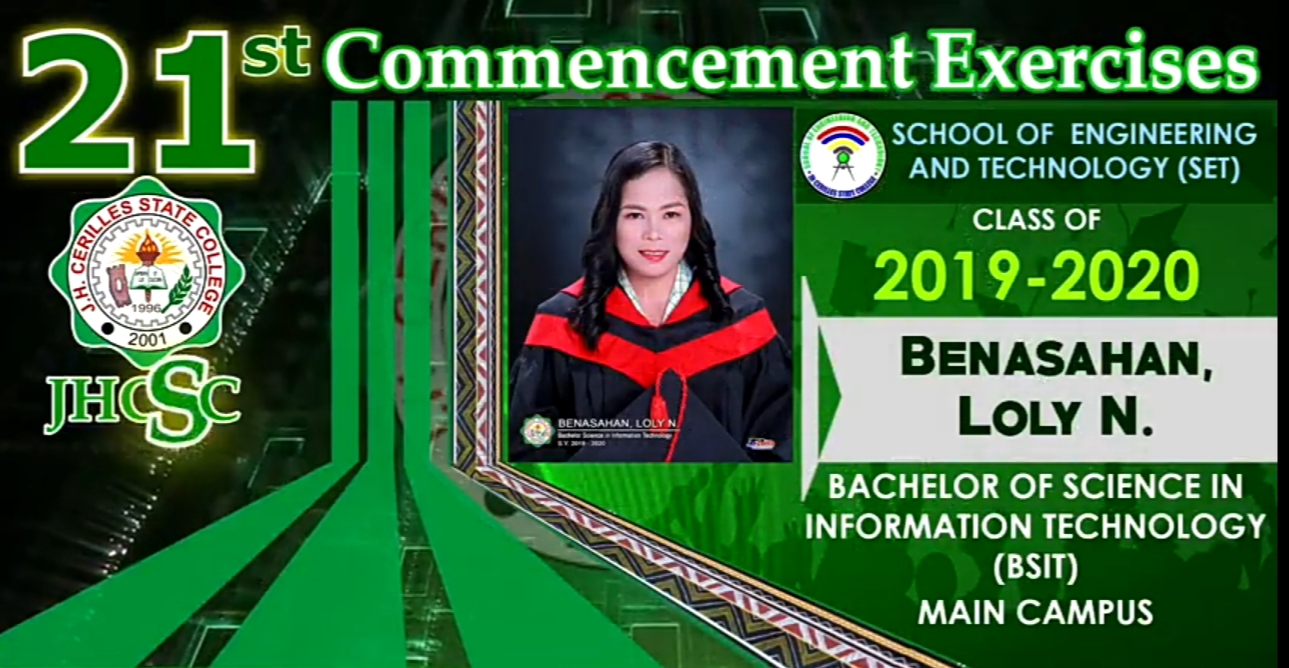 21st Commencement Exercises
SCHOOL OF ENGINEERING
AND TECHNOLOGY (SET)
CLASS OF
2019-2020
BENASAHAN,
LOLY N.
BACHELOR OF SCIENCE IN
INFORMATION TECHNOLOGY
(BSIT)
MAIN CAMPUS
J.H. CERILLES STATE COLLEGE
1996
2001
JHCSC
BENASAHAN, LOLY N.
Bachelor Science in Information Technology
S.Y. 2019 - 2020